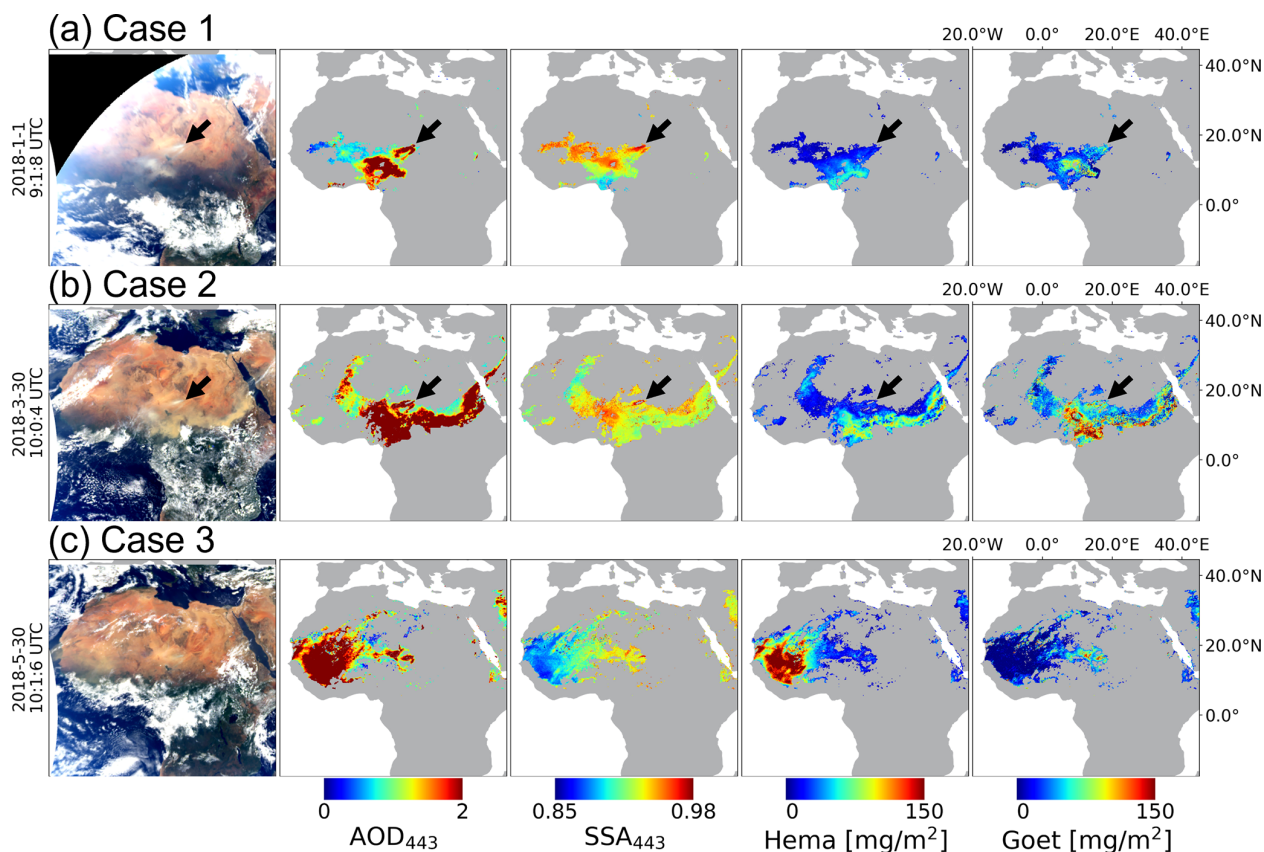 (a) Case 1
20.0°W 0.0° 20.0°E 40.0°E
2018-1-1
9:1:8 UTC
40.0°N
20.0°N
0.0°
(b) Case 2
20.0°W 0.0° 20.0°E 40.0°E
2018-3-30
10:0:4 UTC
40.0°N
20.0°N
0.0°
(c) Case 3
20.0°W 0.0° 20.0°E 40.0°E
2018-5-30
10:1:6 UTC
40.0°N
20.0°N
0.0°
0 2 0.85 0.98 0 150 0 150
AOD₄₄₃ SSA₄₄₃ Hema [mg/m²] Goet [mg/m²]